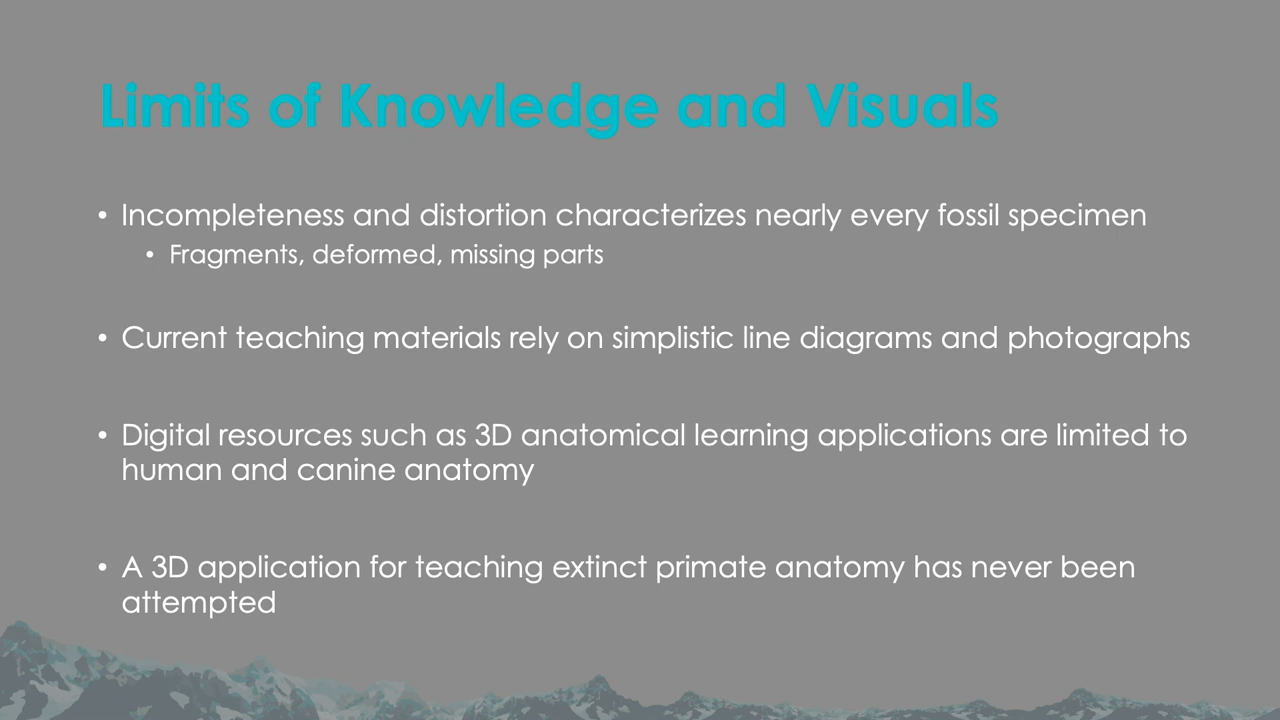 Limits of Knowledge and Visuals
• Incompleteness and distortion characterizes nearly every fossil specimen
• Fragments, deformed, missing parts
• Current teaching materials rely on simplistic line diagrams and photographs
• Digital resources such as 3D anatomical learning applications are limited to
human and canine anatomy
• A 3D application for teaching extinct primate anatomy has never been
attempted